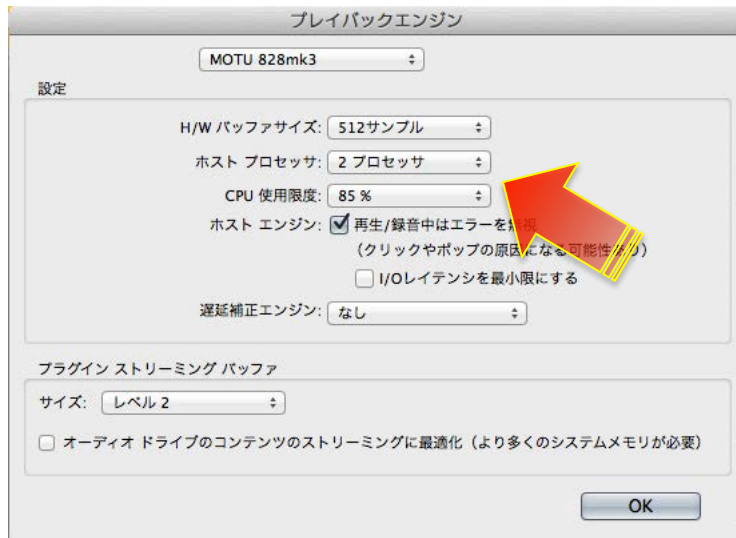 プレイバックエンジン
MOTU 828mk3
設定
H/W バッファサイズ: 512サンプル
ホスト プロセッサ: 2 プロセッサ
CPU 使用限度: 85 %
ホスト エンジン: 再生/録音中はエラーを無視
(クリックやポップの原因になる可能性あり)
I/Oレイテンシを最小限にする
遅延補正エンジン: なし
プラグイン ストリーミング バッファ
サイズ: レベル 2
オーディオ ドライブのコンテンツのストリーミングに最適化（より多くのシステムメモリが必要）
OK